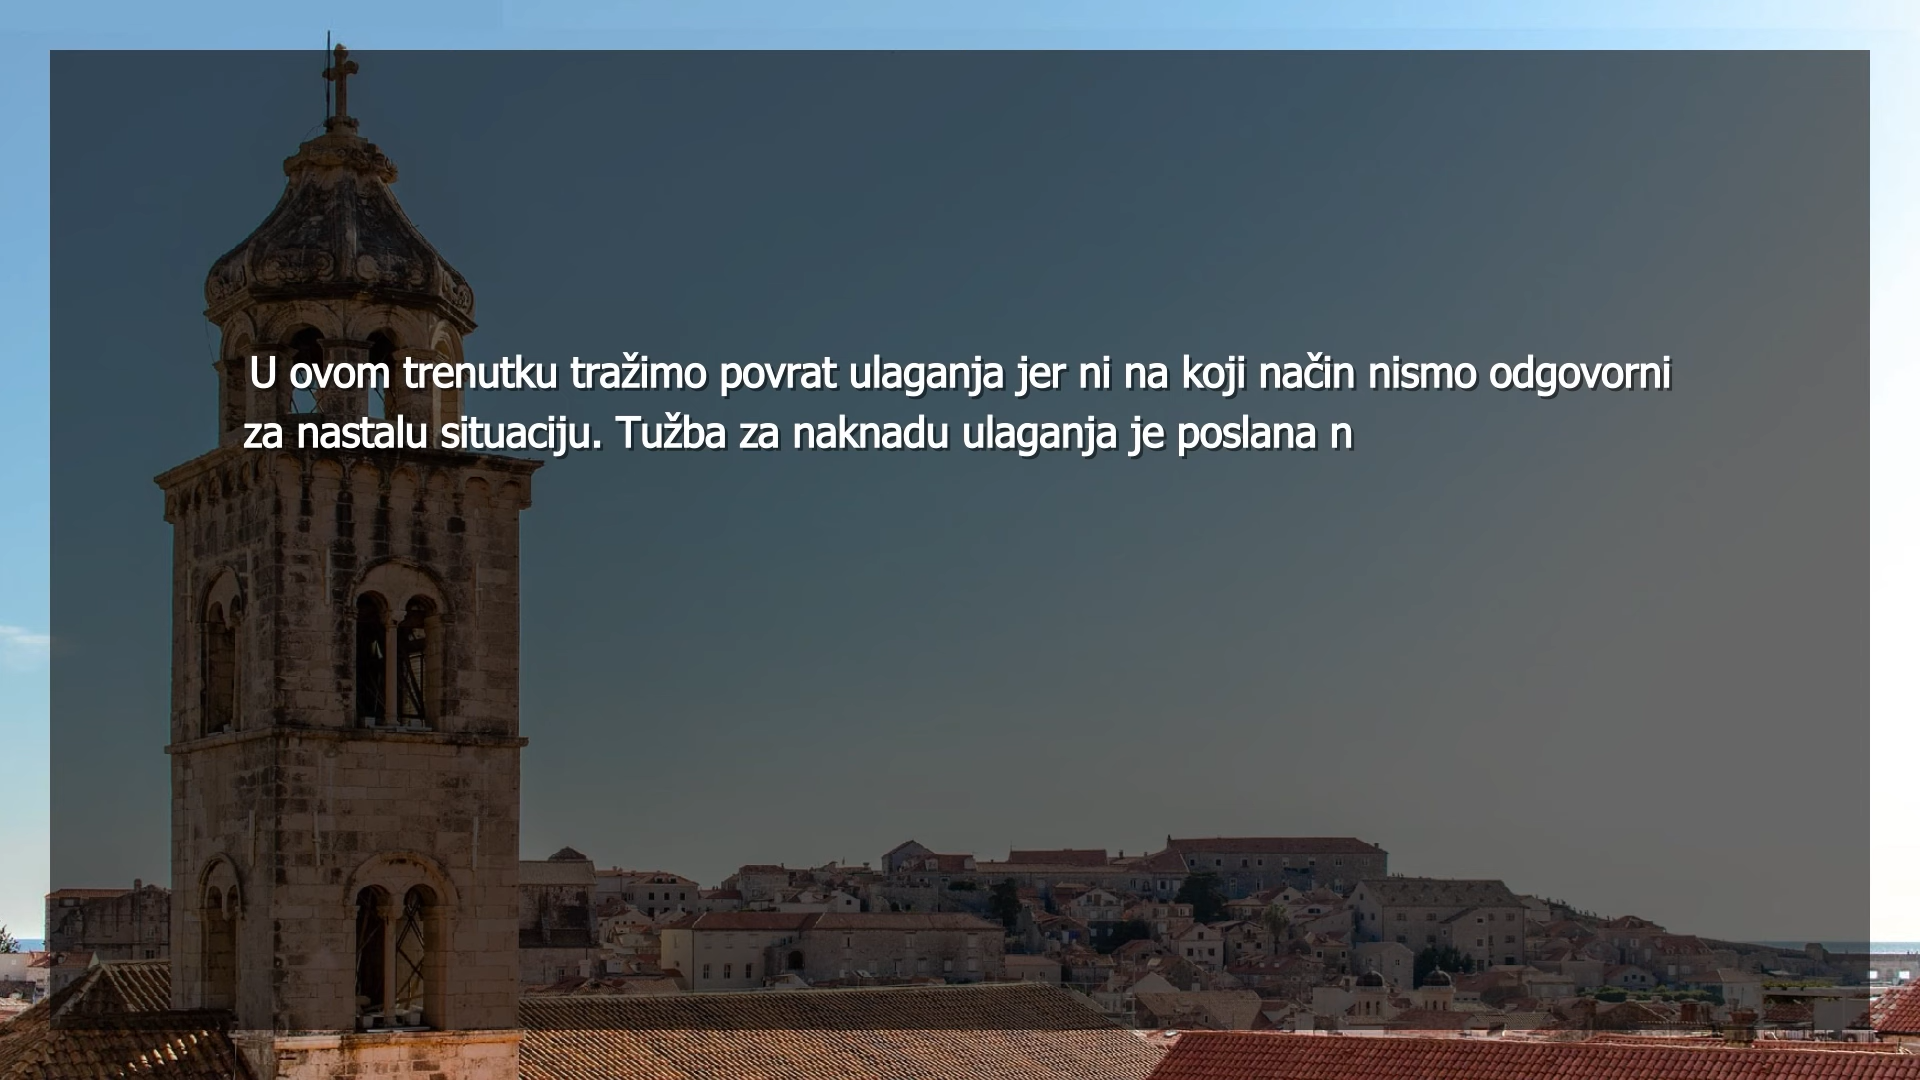 U ovom trenutku tražimo povrat ulaganja jer ni na koji način nismo odgovorni
za nastalu situaciju. Tužba za naknadu ulaganja je poslana n